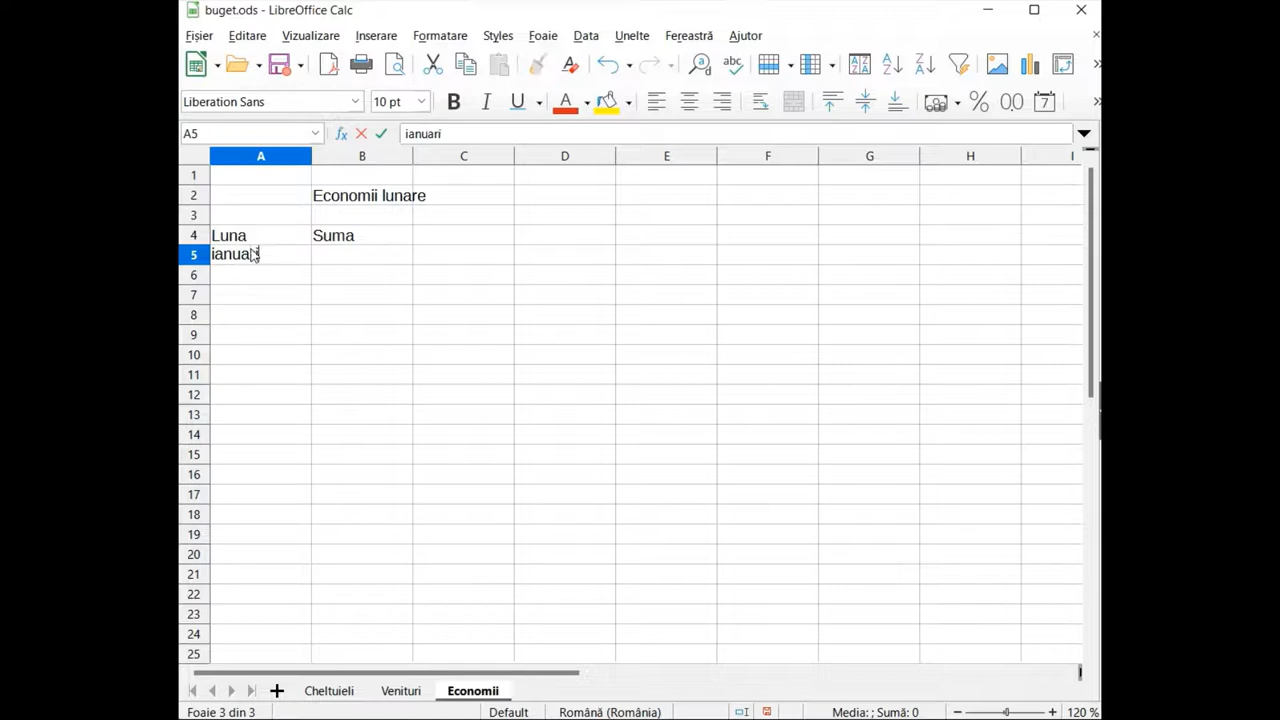 buget.ods - LibreOffice Calc
Fișier Editare Vizualizare Inserare Formatare Styles Foaie Data Unelte Fereastră Ajutor
Liberation Sans 10 pt
A5 ianuari
A B C D E F G H I
1
2 Economii lunare
3
4 Luna Suma
5 ianuari
6
7
8
9
10
11
12
13
14
15
16
17
18
19
20
21
22
23
24
25
Cheltuieli Venituri Economii
Foaie 3 din 3 Default Română (România) Media: ; Sumă: 0 120 %